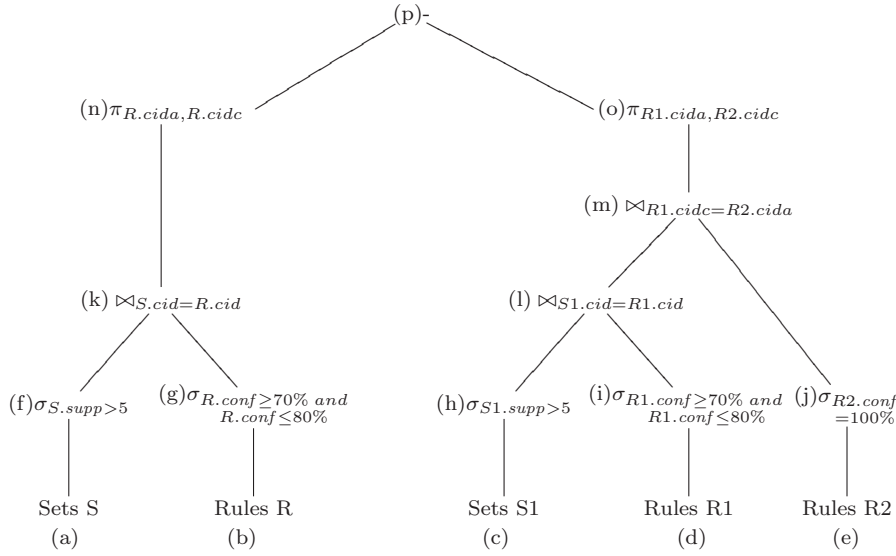 (p)-
(n)π_{R.cida,R.cidc}
(o)π_{R1.cida,R2.cidc}
(m) ⋈_{R1.cidc=R2.cida}
(k) ⋈_{S.cid=R.cid}
(l) ⋈_{S1.cid=R1.cid}
(f)σ_{S.supp>5}
(g)σ_{R.conf≥70% and
R.conf≤80%}
(h)σ_{S1.supp>5}
(i)σ_{R1.conf≥70% and
R1.conf≤80%}
(j)σ_{R2.conf
=100%}
Sets S
Rules R
Sets S1
Rules R1
Rules R2
(a)
(b)
(c)
(d)
(e)